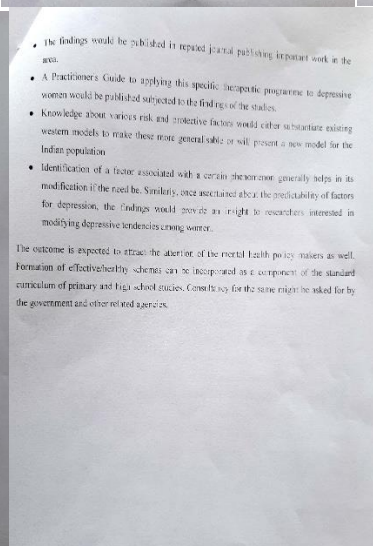 • The findings would be published in reputed journal publishing important work in the
area.
• A Practitioner's Guide to applying this specific therapeutic programme to depressive
women would be published subjected to the findings of the studies.
• Knowledge about various risk and protective factors would either substantiate existing
western models to make these more generalisable or will present a new model for the
Indian population
• Identification of a factor associated with a certain phenomenon generally helps in its
modification if the need be. Similarly, once ascertained about the predictability of factors
for depression, the findings would provide an insight to researchers interested in
modifying depressive tendencies among women.
The outcome is expected to attract the attention of the mental health policy makers as well.
Formation of effective/healthy schemas can be incorporated as a component of the standard
curriculum of primary and high school studies. Consultancy for the same might be asked for by
the government and other related agencies.